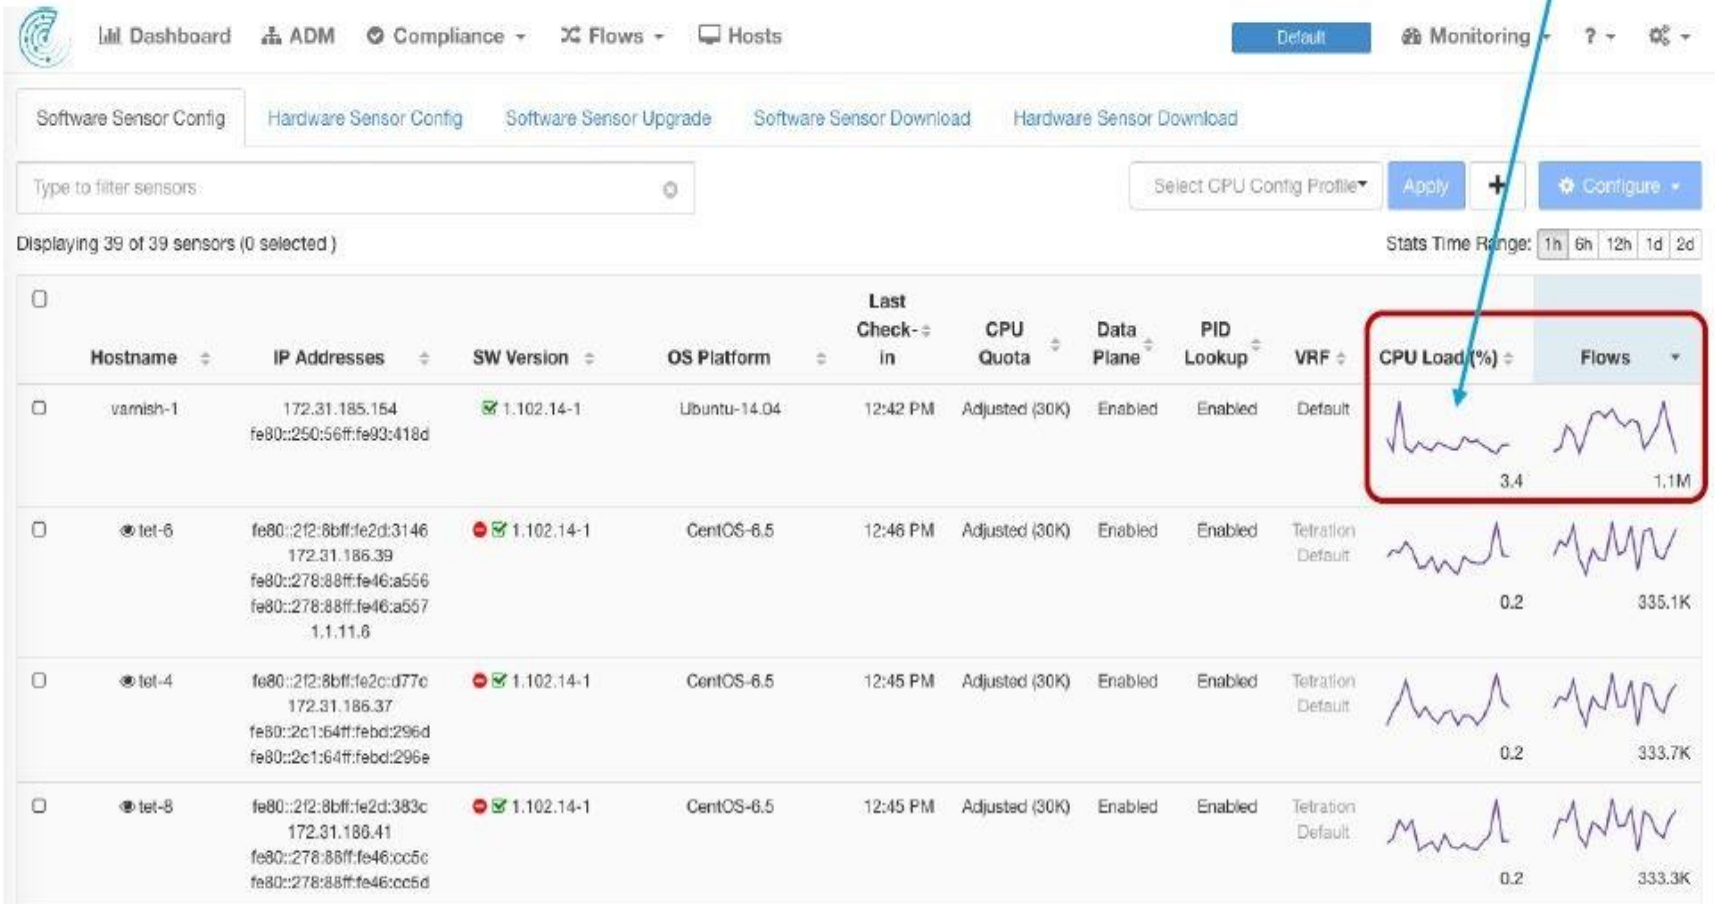 Dashboard ADM Compliance Flows Hosts Default Monitoring ?
Software Sensor Config Hardware Sensor Config Software Sensor Upgrade Software Sensor Download Hardware Sensor Download
Type to filter sensors Select CPU Config Profile Apply + Configure
Displaying 39 of 39 sensors (0 selected ) Stats Time Range: 1h 6h 12h 1d 2d
Hostname IP Addresses SW Version OS Platform Last Check-in CPU Quota Data Plane PID Lookup VRF CPU Load (%) Flows
varnish-1 172.31.185.154 1.102.14-1 Ubuntu-14.04 12:42 PM Adjusted (30K) Enabled Enabled Default
fe80::250:56ff:fe93:418d
3.4 1.1M
tet-6 fe80::2f2:8bff:fe2d:3146 1.102.14-1 CentOS-6.5 12:46 PM Adjusted (30K) Enabled Enabled Tetration
172.31.186.39 Default
fe80::278:88ff:fe46:a556
fe80::278:88ff:fe46:a557 0.2 335.1K
1.1.11.6
tet-4 fe80::2f2:8bff:fe2c:d77c 1.102.14-1 CentOS-6.5 12:45 PM Adjusted (30K) Enabled Enabled Tetration
172.31.186.37 Default
fe80::2c1:64ff:febd:296d
fe80::2c1:64ff:febd:296e 0.2 333.7K
tet-8 fe80::2f2:8bff:fe2d:383c 1.102.14-1 CentOS-6.5 12:45 PM Adjusted (30K) Enabled Enabled Tetration
172.31.186.41 Default
fe80::278:88ff:fe46:cc5c
fe80::278:88ff:fe46:cc5d 0.2 333.3K